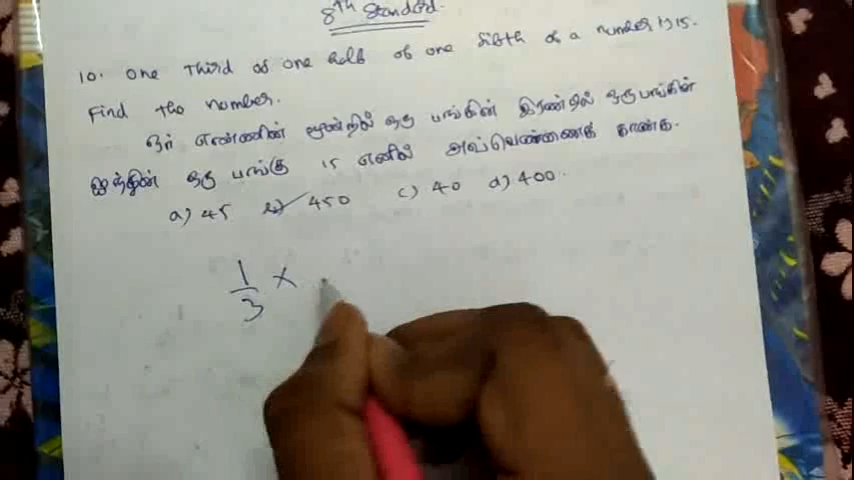 8th Standard
10. One Third of one half of one fifth of a number is 15.
Find the number.
ஓர் எண்ணின் மூன்றில் ஒரு பங்கின் இரண்டில் ஒரு பங்கின்
ஐந்தின் ஒரு பங்கு 15 எனில் அவ்வெண்ணைக் காண்க.
a) 45 b) 450 c) 40 d) 400.
1/3 ×